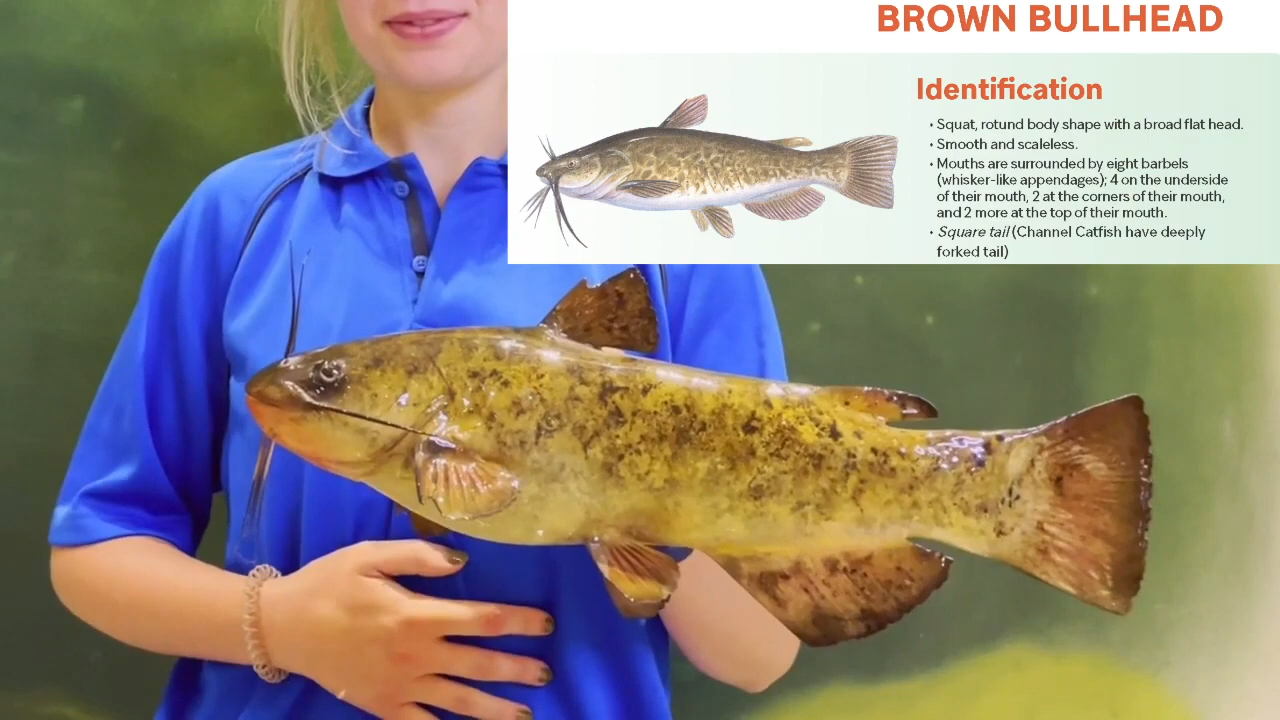 BROWN BULLHEAD
Identification
• Squat, rotund body shape with a broad flat head.
• Smooth and scaleless.
• Mouths are surrounded by eight barbels
(whisker-like appendages); 4 on the underside
of their mouth, 2 at the corners of their mouth,
and 2 more at the top of their mouth.
• Square tail (Channel Catfish have deeply
forked tail)